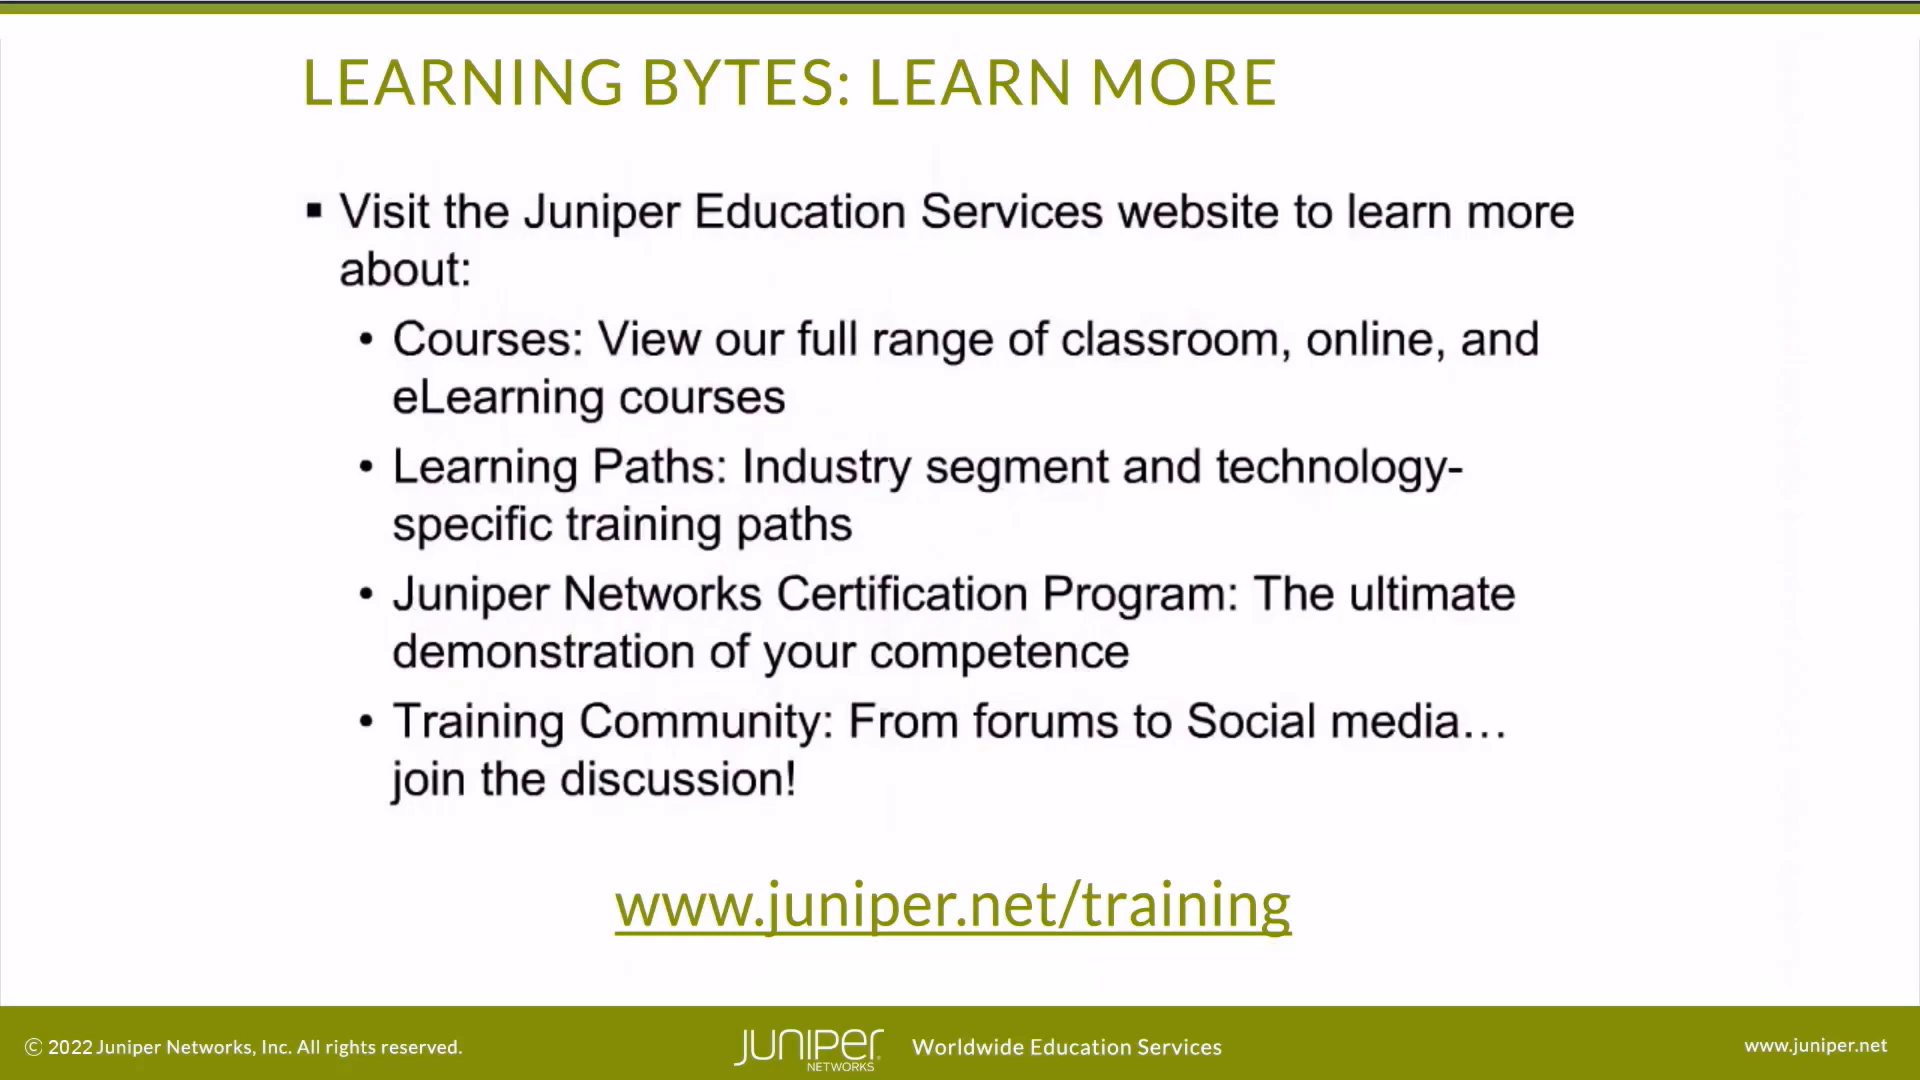 LEARNING BYTES: LEARN MORE
▪ Visit the Juniper Education Services website to learn more
about:
• Courses: View our full range of classroom, online, and
eLearning courses
• Learning Paths: Industry segment and technology-
specific training paths
• Juniper Networks Certification Program: The ultimate
demonstration of your competence
• Training Community: From forums to Social media…
join the discussion!
www.juniper.net/training
© 2022 Juniper Networks, Inc. All rights reserved.
JUNIPER
NETWORKS
Worldwide Education Services
www.juniper.net